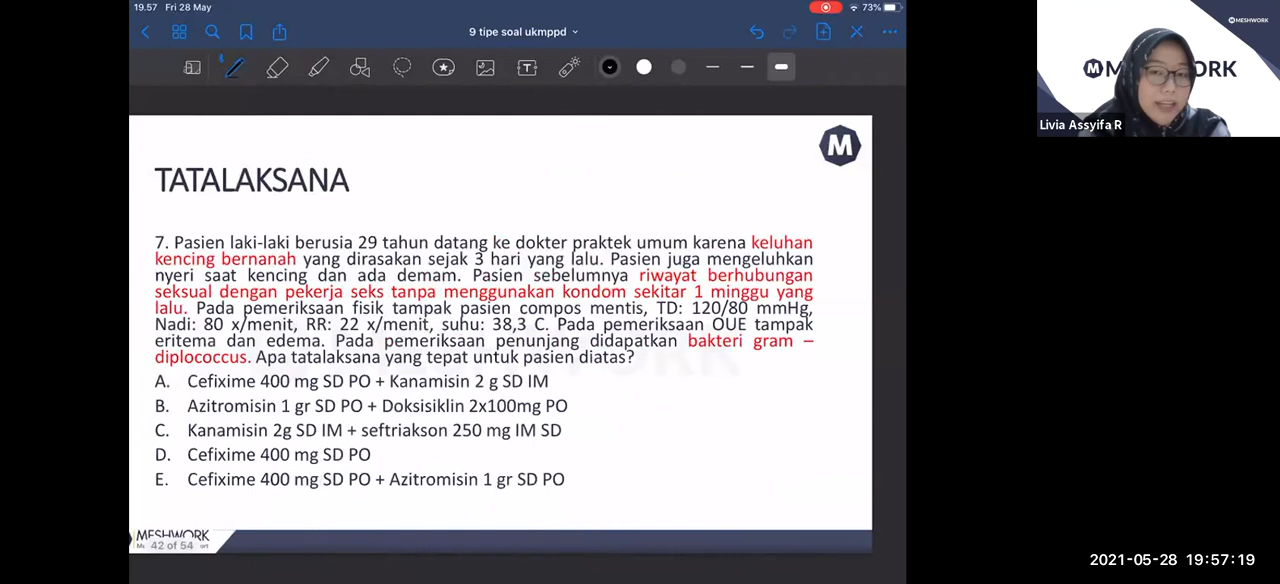 19.57 Fri 28 May
73%
9 tipe soal ukmppd
MESHWORK
M
TATALAKSANA
7. Pasien laki-laki berusia 29 tahun datang ke dokter praktek umum karena keluhan
kencing bernanah yang dirasakan sejak 3 hari yang lalu. Pasien juga mengeluhkan
nyeri saat kencing dan ada demam. Pasien sebelumnya riwayat berhubungan
seksual dengan pekerja seks tanpa menggunakan kondom sekitar 1 minggu yang
lalu. Pada pemeriksaan fisik tampak pasien compos mentis, TD: 120/80 mmHg,
Nadi: 80 x/menit, RR: 22 x/menit, suhu: 38,3 C. Pada pemeriksaan OUE tampak
eritema dan edema. Pada pemeriksaan penunjang didapatkan bakteri gram –
diplococcus. Apa tatalaksana yang tepat untuk pasien diatas?
A. Cefixime 400 mg SD PO + Kanamisin 2 g SD IM
B. Azitromisin 1 gr SD PO + Doksisiklin 2x100mg PO
C. Kanamisin 2g SD IM + seftriakson 250 mg IM SD
D. Cefixime 400 mg SD PO
E. Cefixime 400 mg SD PO + Azitromisin 1 gr SD PO
MESHWORK
42 of 54
Livia Assyifa R
2021-05-28 19:57:19